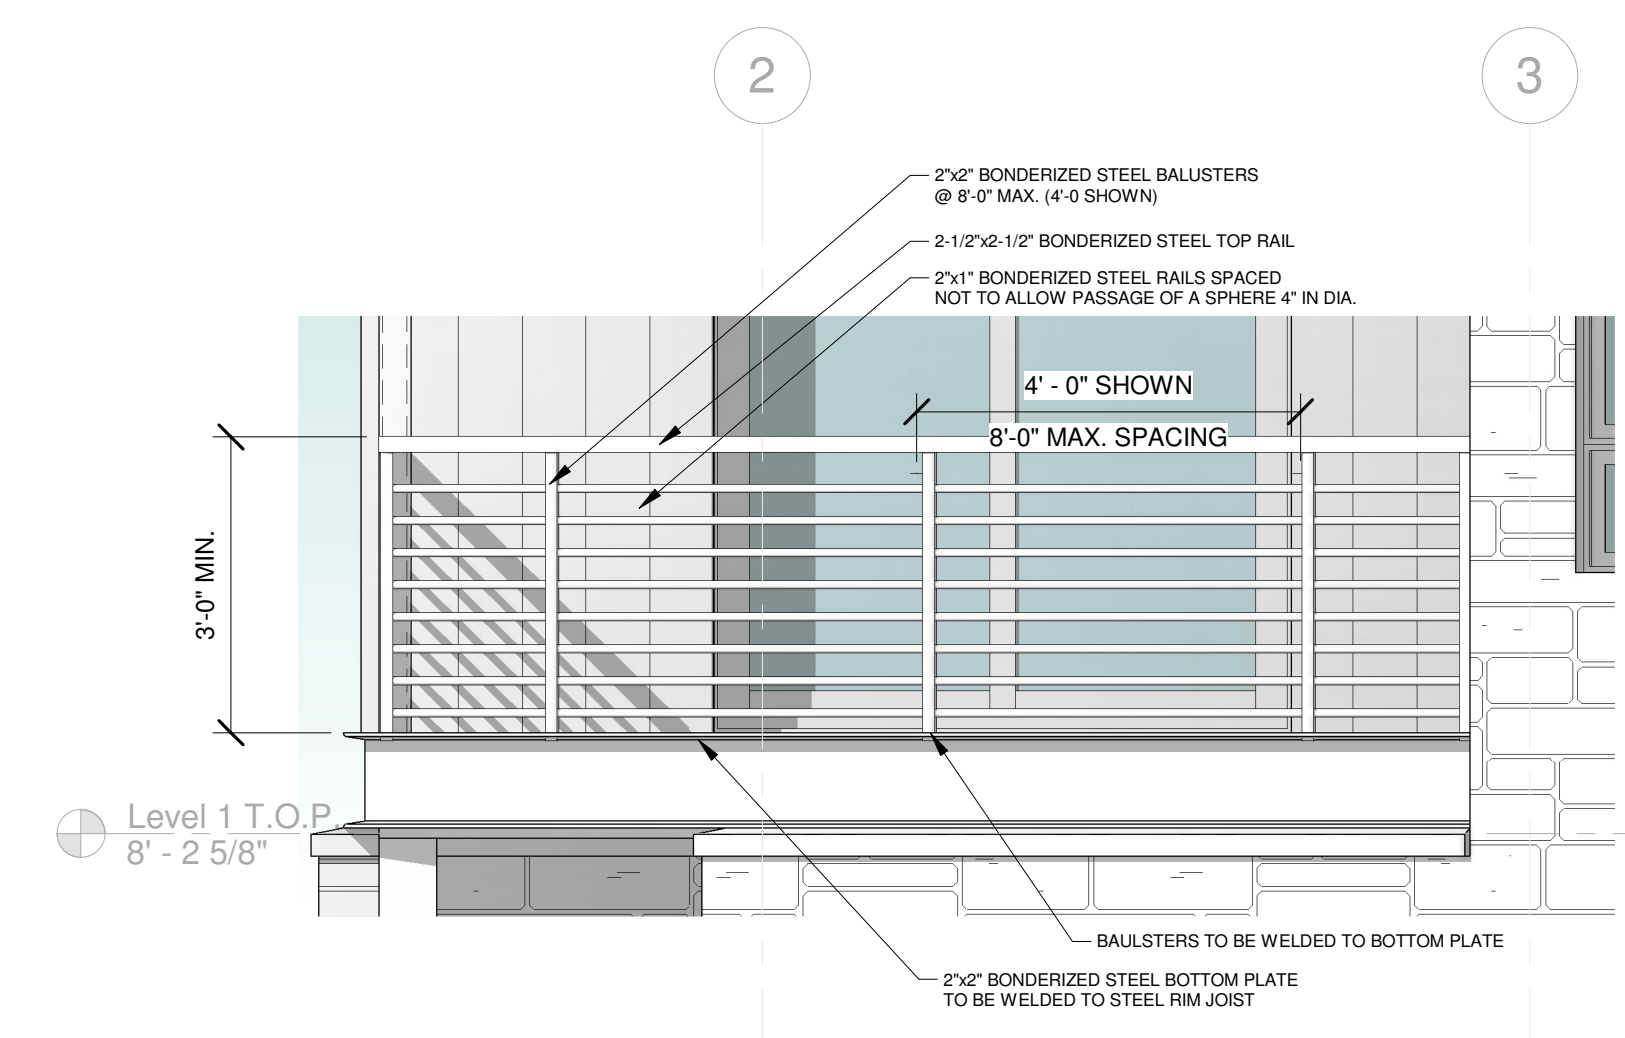 2
3
2"x2" BONDERIZED STEEL BALUSTERS
@ 8'-0" MAX. (4'-0 SHOWN)
2-1/2"x2-1/2" BONDERIZED STEEL TOP RAIL
2"x1" BONDERIZED STEEL RAILS SPACED
NOT TO ALLOW PASSAGE OF A SPHERE 4" IN DIA.
4' - 0" SHOWN
8'-0" MAX. SPACING
3'-0" MIN.
Level 1 T.O.P.
8' - 2 5/8"
BAULSTERS TO BE WELDED TO BOTTOM PLATE
2"x2" BONDERIZED STEEL BOTTOM PLATE
TO BE WELDED TO STEEL RIM JOIST